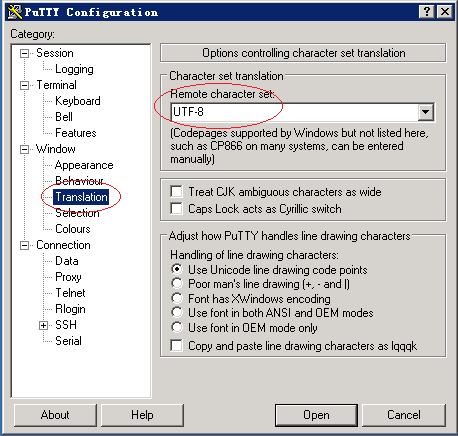 PuTTY Configuration
Category:
Session
Logging
Terminal
Keyboard
Bell
Features
Window
Appearance
Behaviour
Translation
Selection
Colours
Connection
Data
Proxy
Telnet
Rlogin
SSH
Serial
Options controlling character set translation
Character set translation
Remote character set:
UTF-8
(Codepages supported by Windows but not listed here,
such as CP866 on many systems, can be entered
manually)
Treat CJK ambiguous characters as wide
Caps Lock acts as Cyrillic switch
Adjust how PuTTY handles line drawing characters
Handling of line drawing characters:
Use Unicode line drawing code points
Poor man's line drawing (+, - and |)
Font has XWindows encoding
Use font in both ANSI and OEM modes
Use font in OEM mode only
Copy and paste line drawing characters as lqqqk
About
Help
Open
Cancel